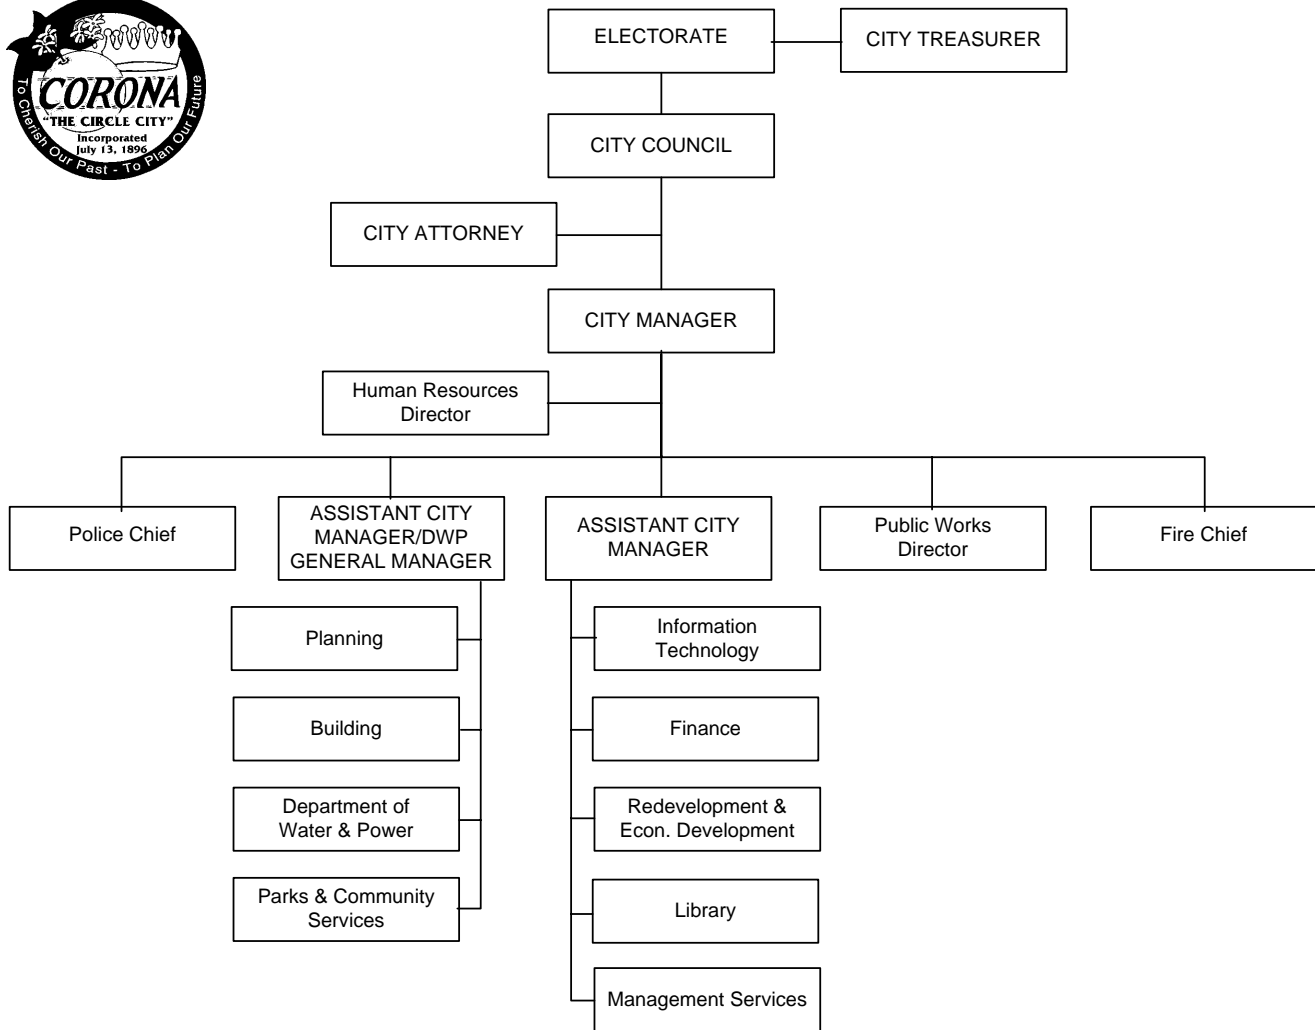 CORONA
"THE CIRCLE CITY"
Incorporated
July 13, 1896
To Cherish Our Past - To Plan Our Future
ELECTORATE
CITY TREASURER
CITY COUNCIL
CITY ATTORNEY
CITY MANAGER
Human Resources
Director
Police Chief
ASSISTANT CITY
MANAGER/DWP
GENERAL MANAGER
ASSISTANT CITY
MANAGER
Public Works
Director
Fire Chief
Planning
Building
Department of
Water & Power
Parks & Community
Services
Information
Technology
Finance
Redevelopment &
Econ. Development
Library
Management Services